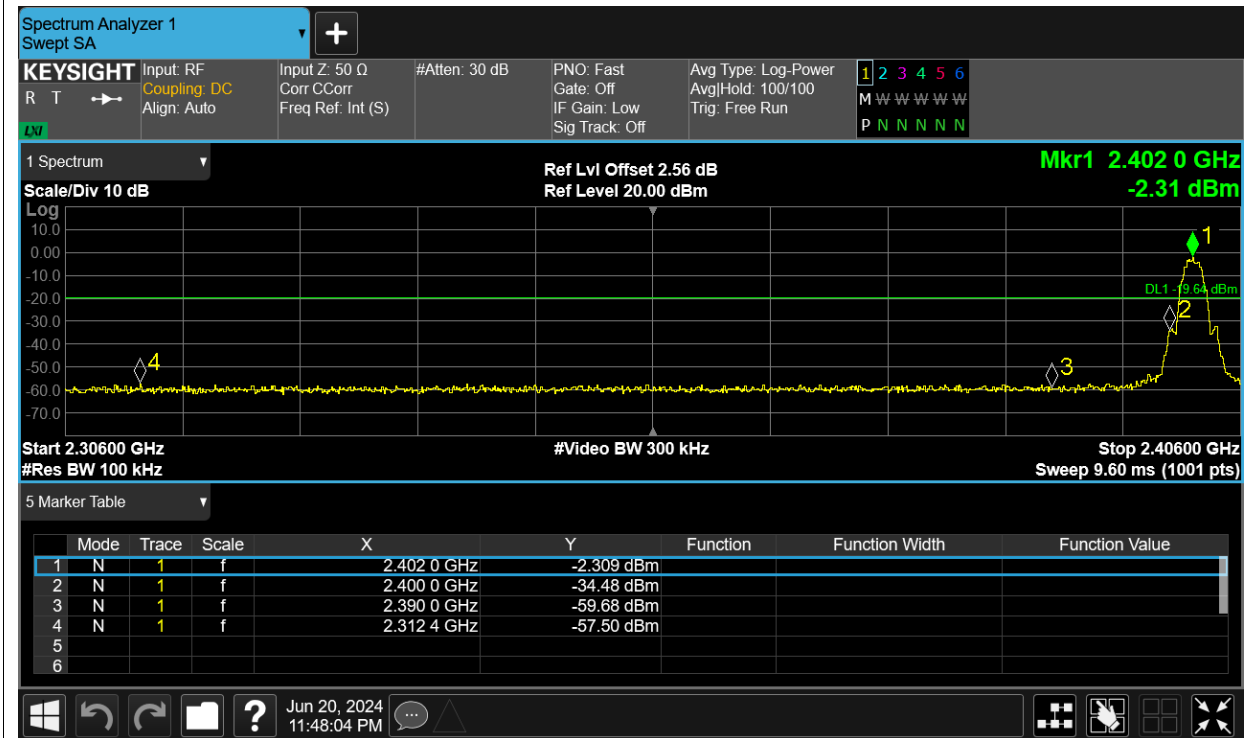 Spectrum Analyzer 1
Swept SA
KEYSIGHT
R T
LXI
Input: RF
Coupling: DC
Align: Auto
Input Z: 50 Ω
Corr CCorr
Freq Ref: Int (S)
#Atten: 30 dB
PNO: Fast
Gate: Off
IF Gain: Low
Sig Track: Off
Avg Type: Log-Power
Avg|Hold: 100/100
Trig: Free Run
1 2 3 4 5 6
M W W W W W
P N N N N N
1 Spectrum
Scale/Div 10 dB
Ref Lvl Offset 2.56 dB
Ref Level 20.00 dBm
Mkr1 2.402 0 GHz
-2.31 dBm
Log
10.0
0.00
-10.0
-20.0
-30.0
-40.0
-50.0
-60.0
-70.0
1
DL1 -19.64 dBm
2
3
4
Start 2.30600 GHz
#Video BW 300 kHz
Stop 2.40600 GHz
#Res BW 100 kHz
Sweep 9.60 ms (1001 pts)
5 Marker Table
Mode Trace Scale X Y Function Function Width Function Value
1 N 1 f 2.402 0 GHz -2.309 dBm
2 N 1 f 2.400 0 GHz -34.48 dBm
3 N 1 f 2.390 0 GHz -59.68 dBm
4 N 1 f 2.312 4 GHz -57.50 dBm
5
6
?
Jun 20, 2024
11:48:04 PM